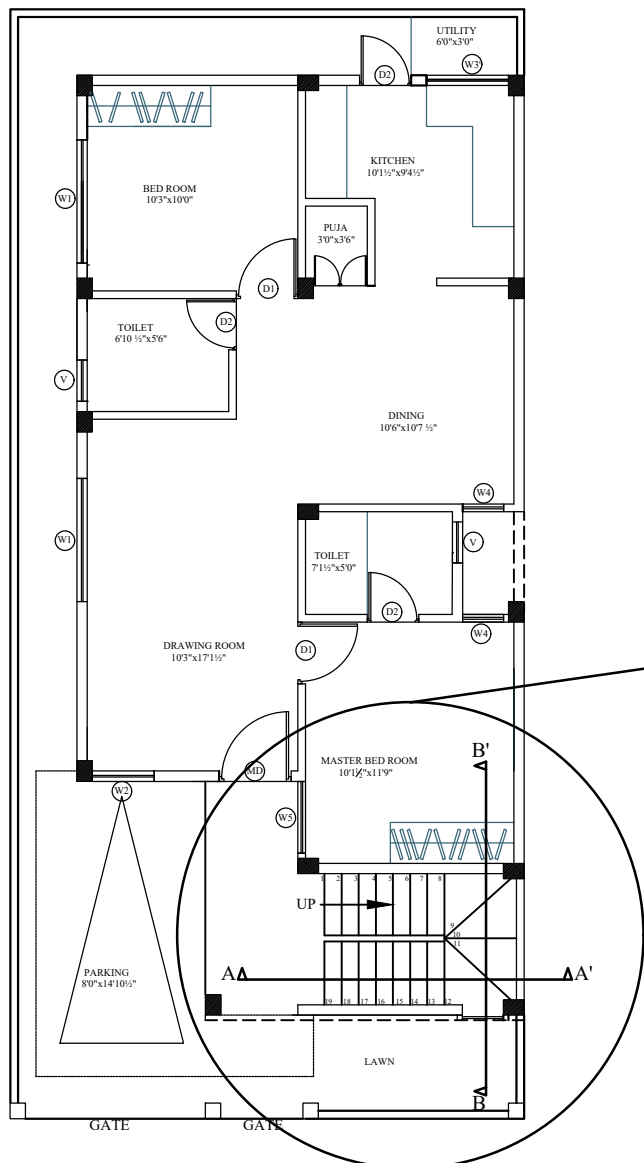 UTILITY
6'0"x3'0"
D2
W3'
KITCHEN
10'1½"x9'4½"
BED ROOM
10'3"x10'0"
W1
PUJA
3'0"x3'6"
D1
TOILET
6'10 ½"x5'6"
D2
V
DINING
10'6"x10'7 ½"
W4
W1
TOILET
7'1½"x5'0"
V
D2
W4
DRAWING ROOM
10'3"x17'1½"
D1
B'
MASTER BED ROOM
10'1½"x11'9"
MD
W2
W5
1 2 3 4 5 6 7 8
UP
9
10
11
A
A'
PARKING
8'0"x14'10½"
19 18 17 16 15 14 13 12
LAWN
B
GATE
GATE